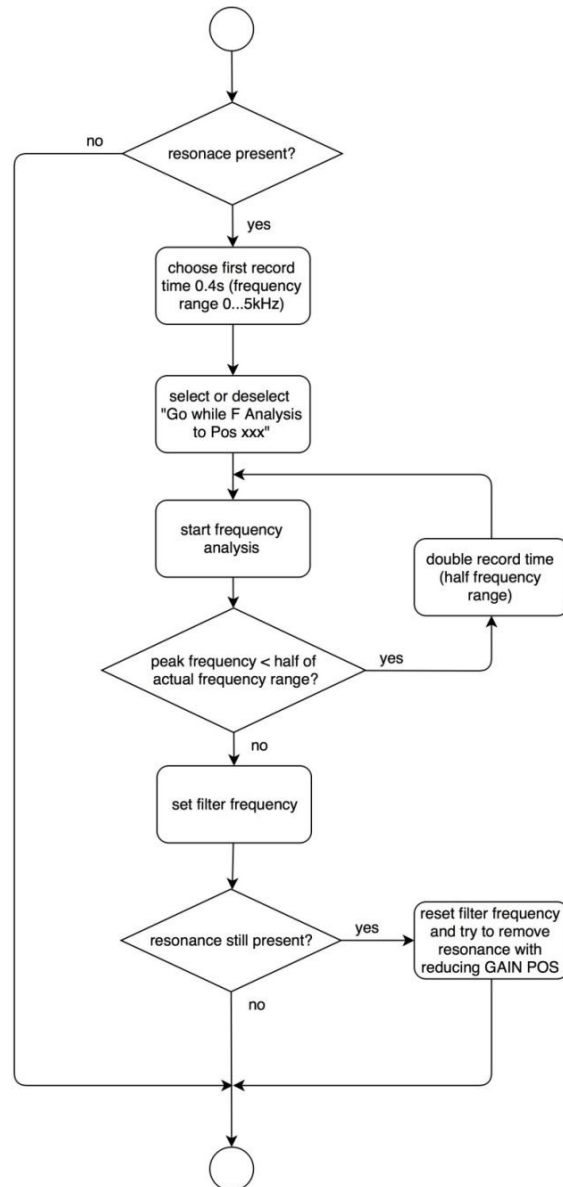 no
resonace present?
yes
choose first record
time 0.4s (frequency
range 0...5kHz)
select or deselect
"Go while F Analysis
to Pos xxx"
start frequency
analysis
double record time
(half frequency
range)
peak frequency < half of
actual frequency range?
yes
no
set filter frequency
resonance still present?
yes
reset filter frequency
and try to remove
resonance with
reducing GAIN POS
no